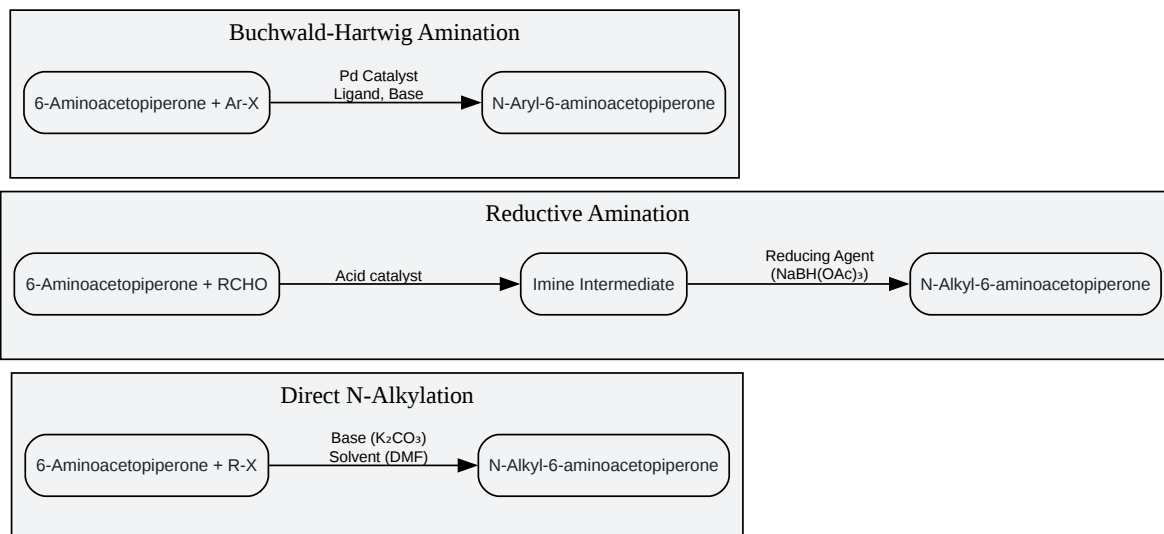 Buchwald-Hartwig Amination
6-Aminoacetopiperone + Ar-X
Pd Catalyst
Ligand, Base
N-Aryl-6-aminoacetopiperone
Reductive Amination
6-Aminoacetopiperone + RCHO
Acid catalyst
Imine Intermediate
Reducing Agent
(NaBH(OAc)₃)
N-Alkyl-6-aminoacetopiperone
Direct N-Alkylation
6-Aminoacetopiperone + R-X
Base (K₂CO₃)
Solvent (DMF)
N-Alkyl-6-aminoacetopiperone